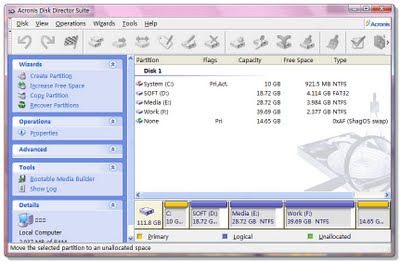 Acronis Disk Director Suite
Disk View Operations Wizards Tools Help
Acronis
Wizards
Create Partition
Increase Free Space
Copy Partition
Recover Partitions
Operations
Properties
Advanced
Tools
Bootable Media Builder
Show Log
Details
Local Computer
Partition Flags Capacity Free Space Type
Disk 1
System (C:) Pri,Act. 10 GB 921.5 MB NTFS
SOFT (D:) 18.72 GB 4.114 GB FAT32
Media (E:) 28.72 GB 3.984 GB NTFS
Work (F:) 39.69 GB 2.377 GB NTFS
None Pri 14.65 GB 0xAF (ShagOS swap)
111.8 GB
C: 10 G...
SOFT (D:) 18.72 GB
Media (E:) 28.72 GB NTFS
Work (F:) 39.69 GB NTFS
14.65 G...
Primary Logical Unallocated
Move the selected partition to an unallocated space